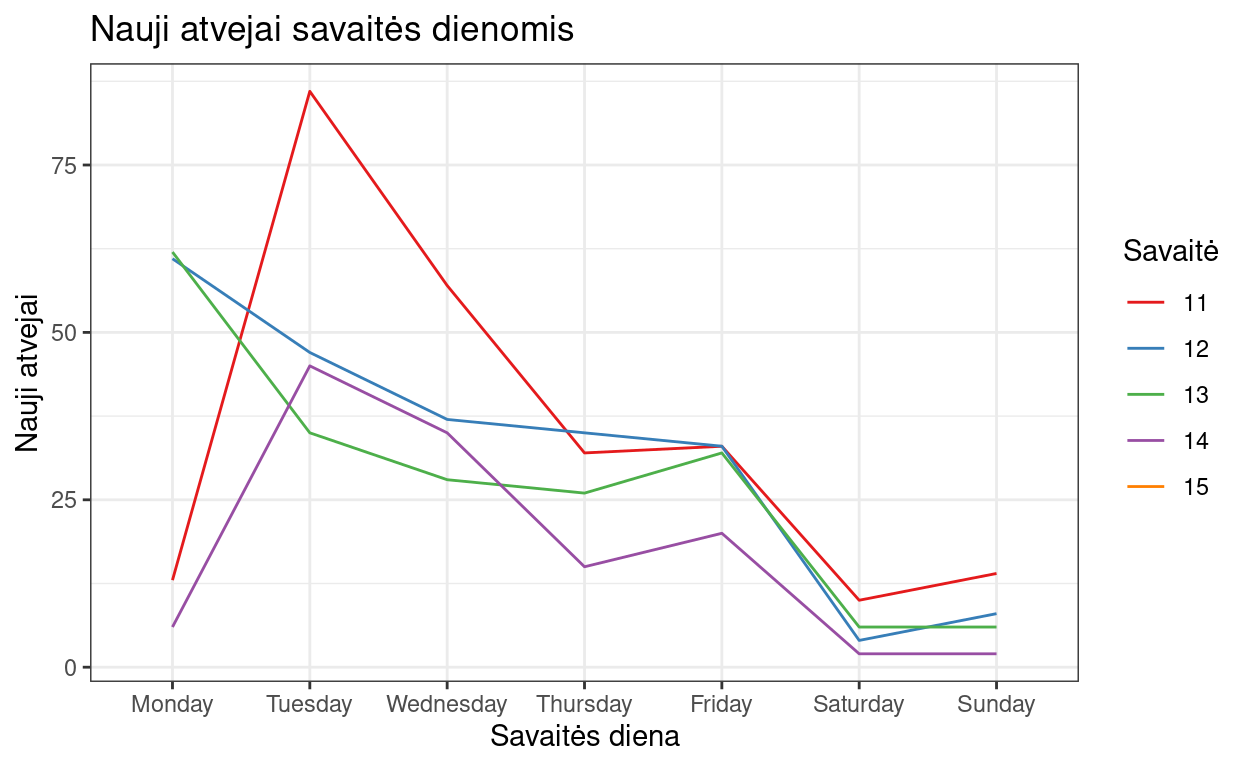 Nauji atvejai savaitės dienomis
Nauji atvejai
75
50
25
0
Monday Tuesday Wednesday Thursday Friday Saturday Sunday
Savaitės diena
Savaitė
11
12
13
14
15